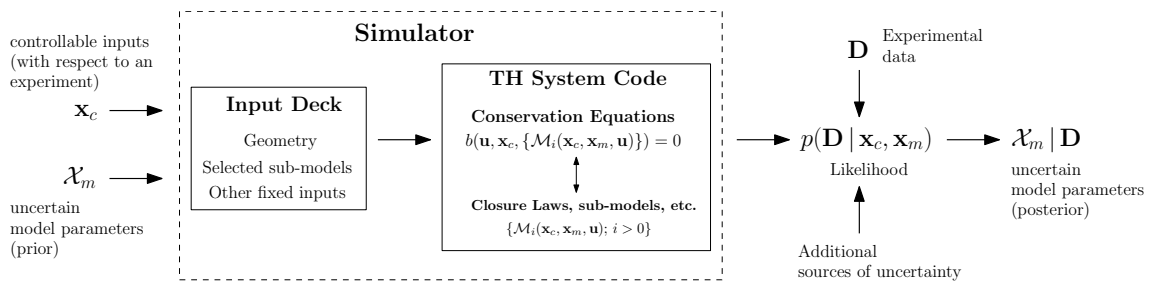 controllable inputs
(with respect to an
experiment)
𝐱_c
𝒳_m
uncertain
model parameters
(prior)
Simulator
Input Deck
Geometry
Selected sub-models
Other fixed inputs
TH System Code
Conservation Equations
b(𝐮, 𝐱_c, {ℳ_i(𝐱_c, 𝐱_m, 𝐮)}) = 0
Closure Laws, sub-models, etc.
{ℳ_i(𝐱_c, 𝐱_m, 𝐮); i > 0}
𝐃
Experimental
data
p(𝐃 | 𝐱_c, 𝐱_m)
Likelihood
Additional
sources of uncertainty
𝒳_m | 𝐃
uncertain
model parameters
(posterior)